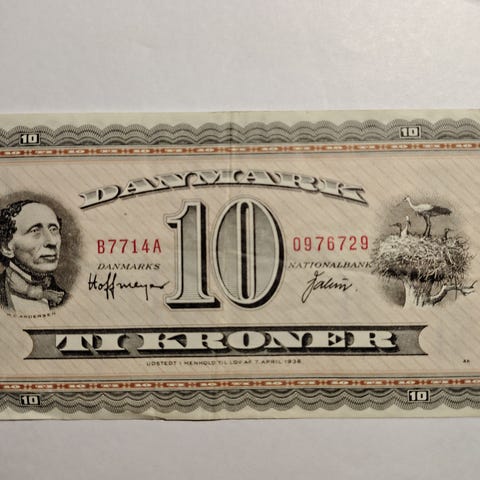 10 10
DANMARK
10
B7714A 0976729
DANMARKS NATIONALBANK
Hoffmeyer
TI KRONER
UDSTEDT I HENHOLD TIL LOV AF 7. APRIL 1936.
10 10